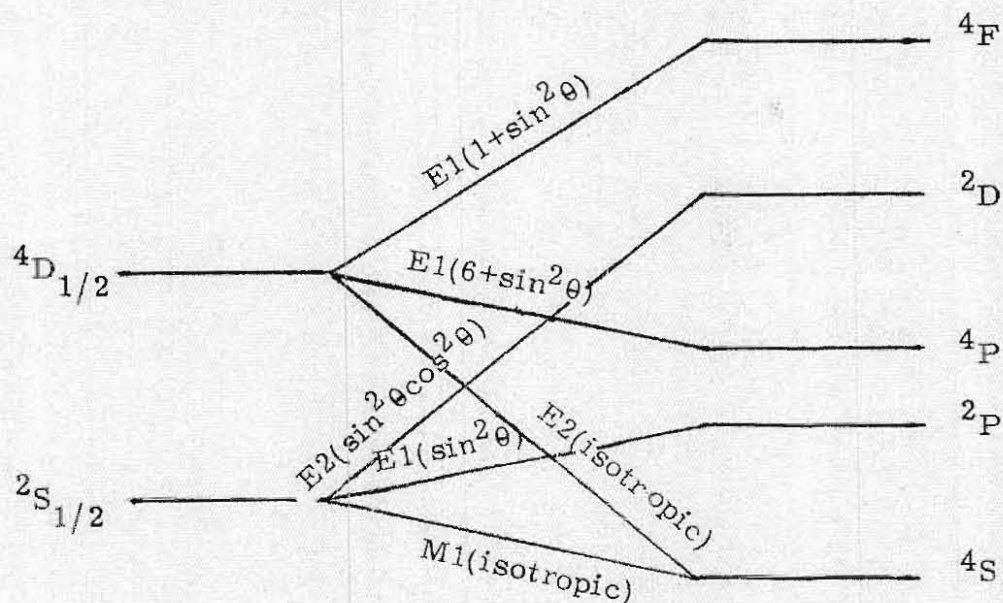 ⁴F
E1(1+sin²θ)
²D
⁴D₁/₂
E1(6+sin²θ)
⁴P
E2(sin²θcos²θ)
E1(sin²θ)
E2(isotropic)
²P
²S₁/₂
M1(isotropic)
⁴S